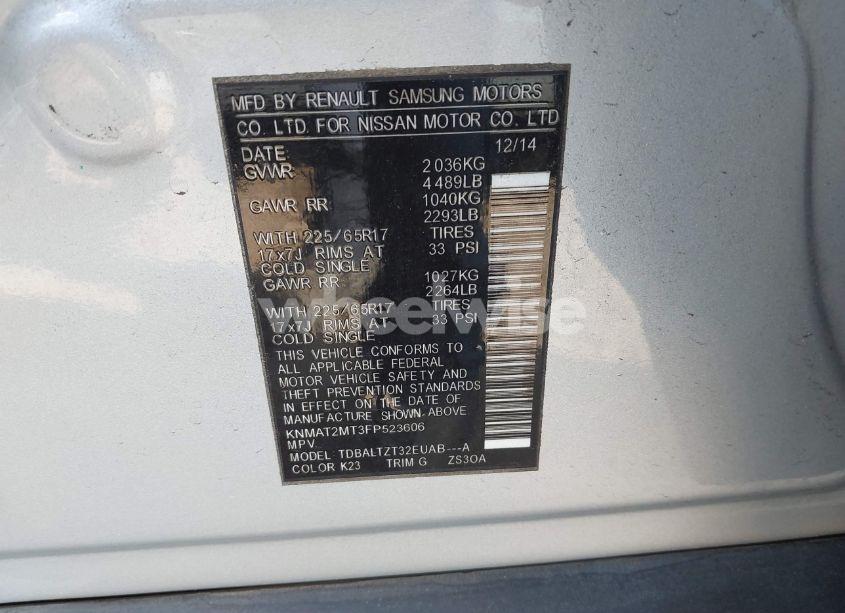 MFD BY RENAULT SAMSUNG MOTORS
CO. LTD. FOR NISSAN MOTOR CO. LTD
DATE: 12/14
GVWR 2036KG
4489LB
GAWR RR 1040KG
2293LB
WITH 225/65R17 TIRES
17x7J RIMS AT 33 PSI
COLD SINGLE
GAWR RR 1027KG
2264LB
WITH 225/65R17 TIRES
17x7J RIMS AT 33 PSI
COLD SINGLE
THIS VEHICLE CONFORMS TO
ALL APPLICABLE FEDERAL
MOTOR VEHICLE SAFETY AND
THEFT PREVENTION STANDARDS
IN EFFECT ON THE DATE OF
MANUFACTURE SHOWN ABOVE
KNMAT2MT3FP523606
MPV
MODEL: TDBALTZT32EUAB---A
COLOR K23 TRIM G ZS3OA
wheelwise